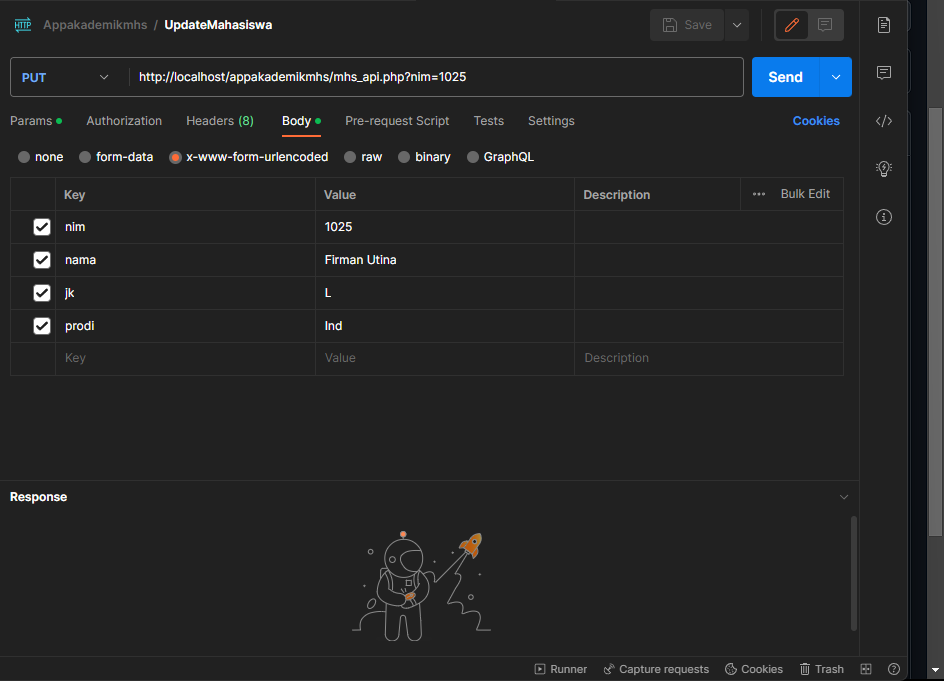 HTTP Appakademikmhs / UpdateMahasiswa Save
PUT http://localhost/appakademikmhs/mhs_api.php?nim=1025 Send
Params Authorization Headers (8) Body Pre-request Script Tests Settings Cookies
none form-data x-www-form-urlencoded raw binary GraphQL
Key Value Description ••• Bulk Edit
nim 1025
nama Firman Utina
jk L
prodi Ind
Key Value Description
Response
Runner Capture requests Cookies Trash